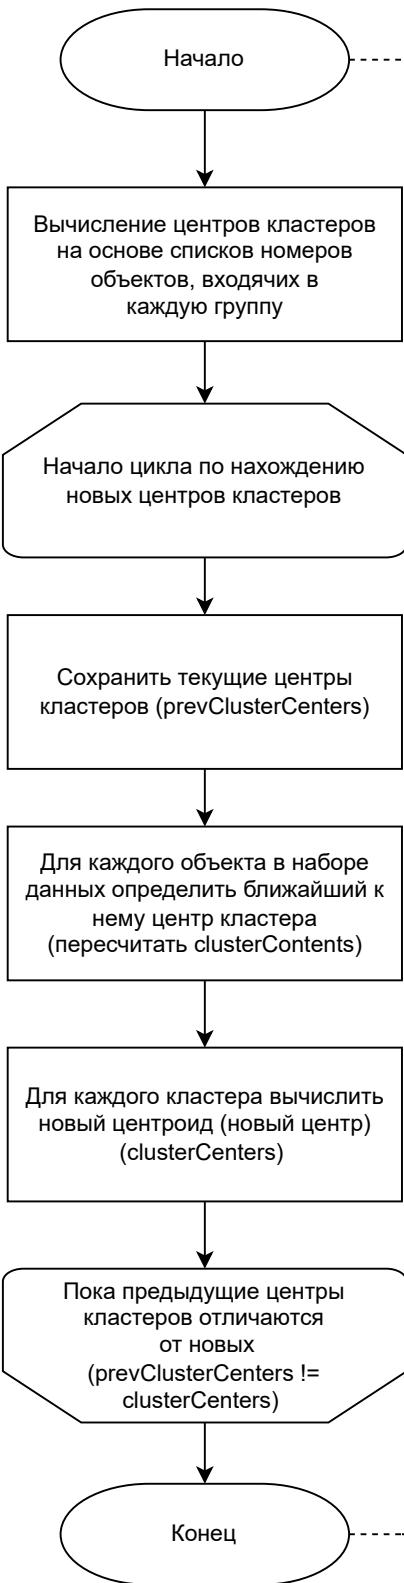 Начало
Вычисление центров кластеров
на основе списков номеров
объектов, входячих в
каждую группу
Начало цикла по нахождению
новых центров кластеров
Сохранить текущие центры
кластеров (prevClusterCenters)
Для каждого объекта в наборе
данных определить ближайший к
нему центр кластера
(пересчитать clusterContents)
Для каждого кластера вычислить
новый центроид (новый центр)
(clusterCenters)
Пока предыдущие центры
кластеров отличаются
от новых
(prevClusterCenters !=
clusterCenters)
Конец